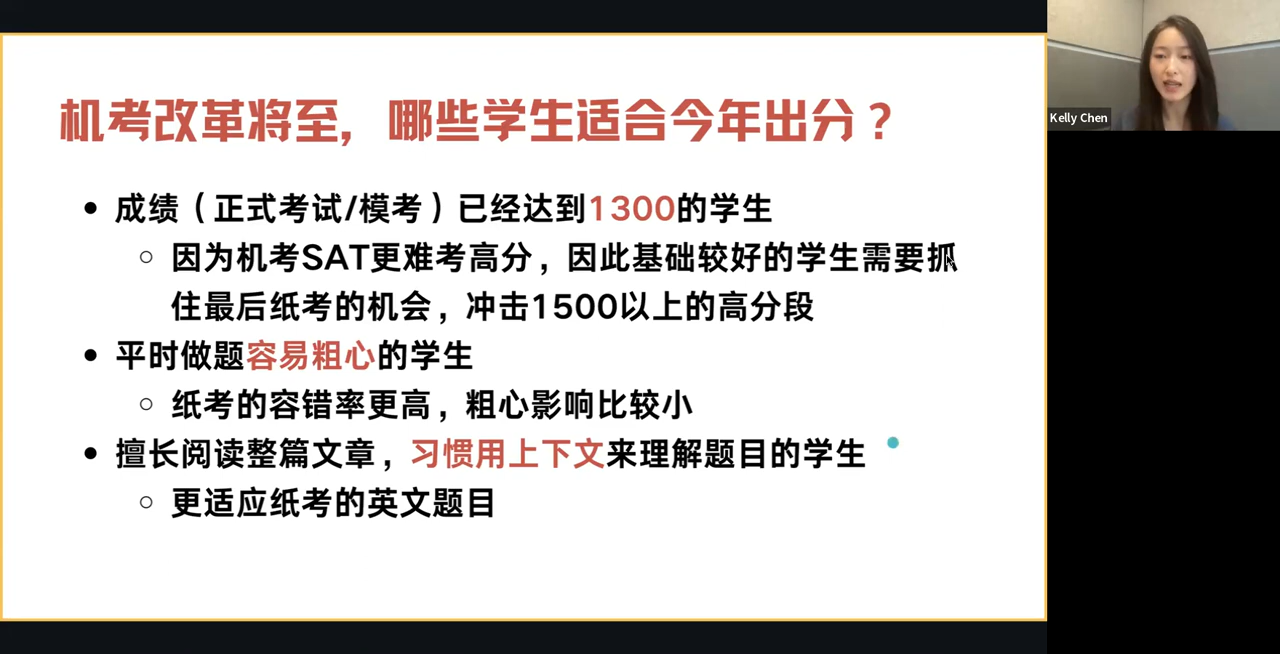 机考改革将至，哪些学生适合今年出分？
Kelly Chen
成绩（正式考试/模考）已经达到1300的学生
因为机考SAT更难考高分，因此基础较好的学生需要抓
住最后纸考的机会，冲击1500以上的高分段
平时做题容易粗心的学生
纸考的容错率更高，粗心影响比较小
擅长阅读整篇文章，习惯用上下文来理解题目的学生
更适应纸考的英文题目